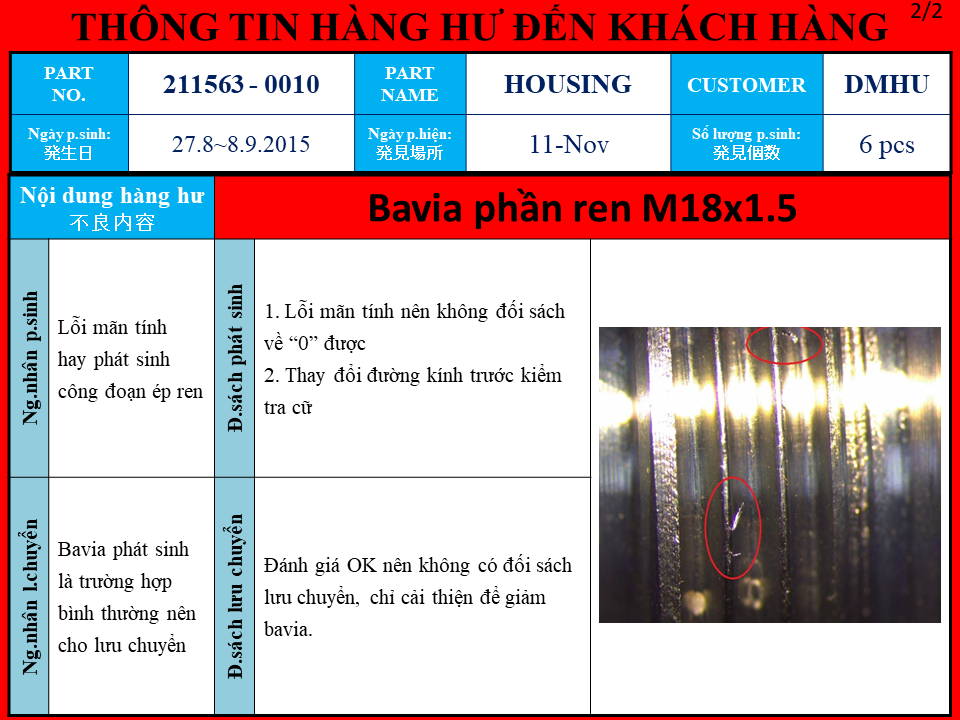 2/2
THÔNG TIN HÀNG HƯ ĐẾN KHÁCH HÀNG
PART
NO.
211563 - 0010
PART
NAME
HOUSING
CUSTOMER
DMHU
Ngày p.sinh:
発生日
27.8~8.9.2015
Ngày p.hiện:
発見場所
11-Nov
Số lượng p.sinh:
発見個数
6 pcs
Nội dung hàng hư
不良内容
Bavia phần ren M18x1.5
Ng.nhân p.sinh
Lỗi mãn tính
hay phát sinh
công đoạn ép ren
Đ.sách phát sinh
1. Lỗi mãn tính nên không đối sách
về “0” được
2. Thay đổi đường kính trước kiểm
tra cữ
Ng.nhân l.chuyển
Bavia phát sinh
là trường hợp
bình thường nên
cho lưu chuyển
Đ.sách lưu chuyển
Đánh giá OK nên không có đối sách
lưu chuyển, chỉ cải thiện để giảm
bavia.